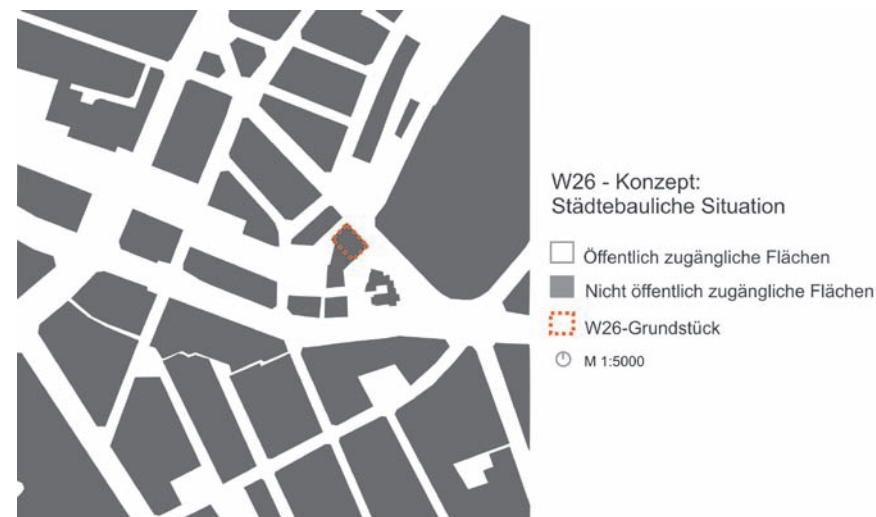 W26 - Konzept:
Städtebauliche Situation
Öffentlich zugängliche Flächen
Nicht öffentlich zugängliche Flächen
W26-Grundstück
M 1:5000